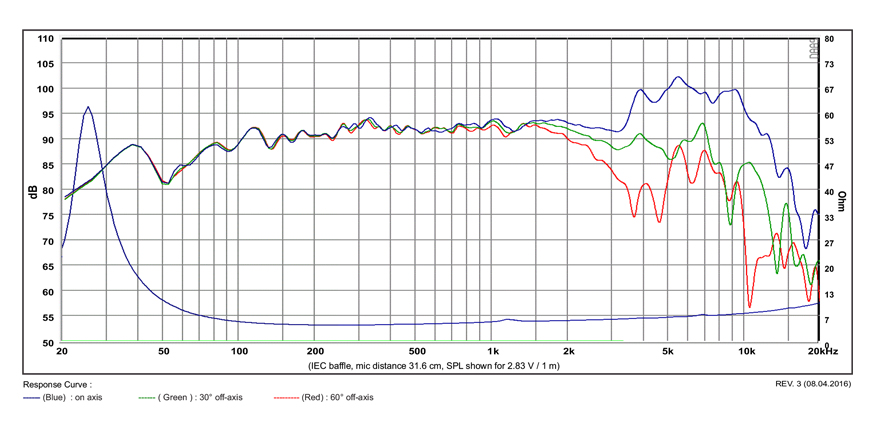 110 80
105 73
100 67
95 60
90 53
85 47
80 40
75 33
70 27
65 20
60 13
55 7
50 0
dB
Ohm
20 50 100 200 500 1k 2k 5k 10k 20kHz
(IEC baffle, mic distance 31.6 cm, SPL shown for 2.83 V / 1 m)
Response Curve : REV. 3 (08.04.2016)
(Blue) : on axis ( Green ) : 30° off-axis (Red) : 60° off-axis